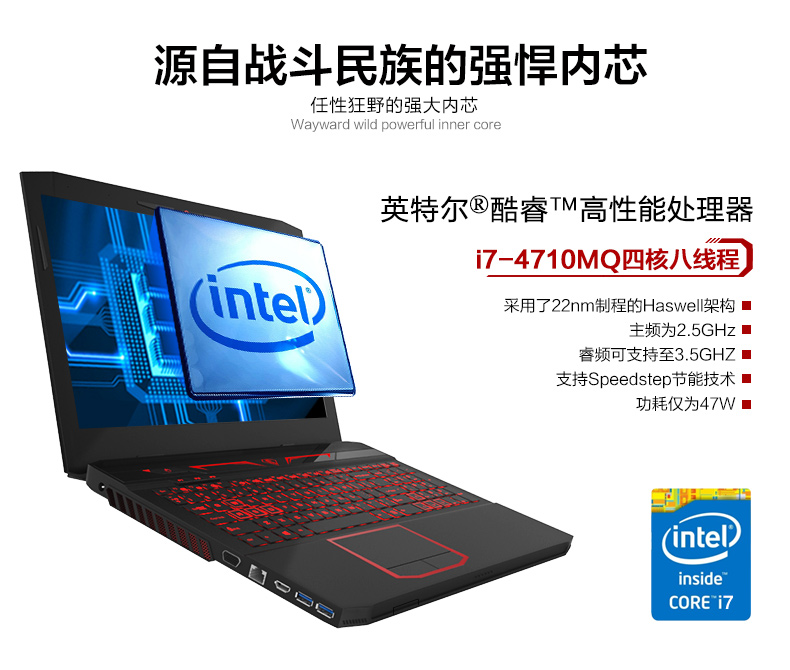 源自战斗民族的强悍内芯
任性狂野的强大内芯
Wayward wild powerful inner core
英特尔®酷睿™高性能处理器
i7-4710MQ四核八线程
采用了22nm制程的Haswell架构
主频为2.5GHz
睿频可支持至3.5GHZ
支持Speedstep节能技术
功耗仅为47W
intel®
intel®
inside™
CORE™ i7